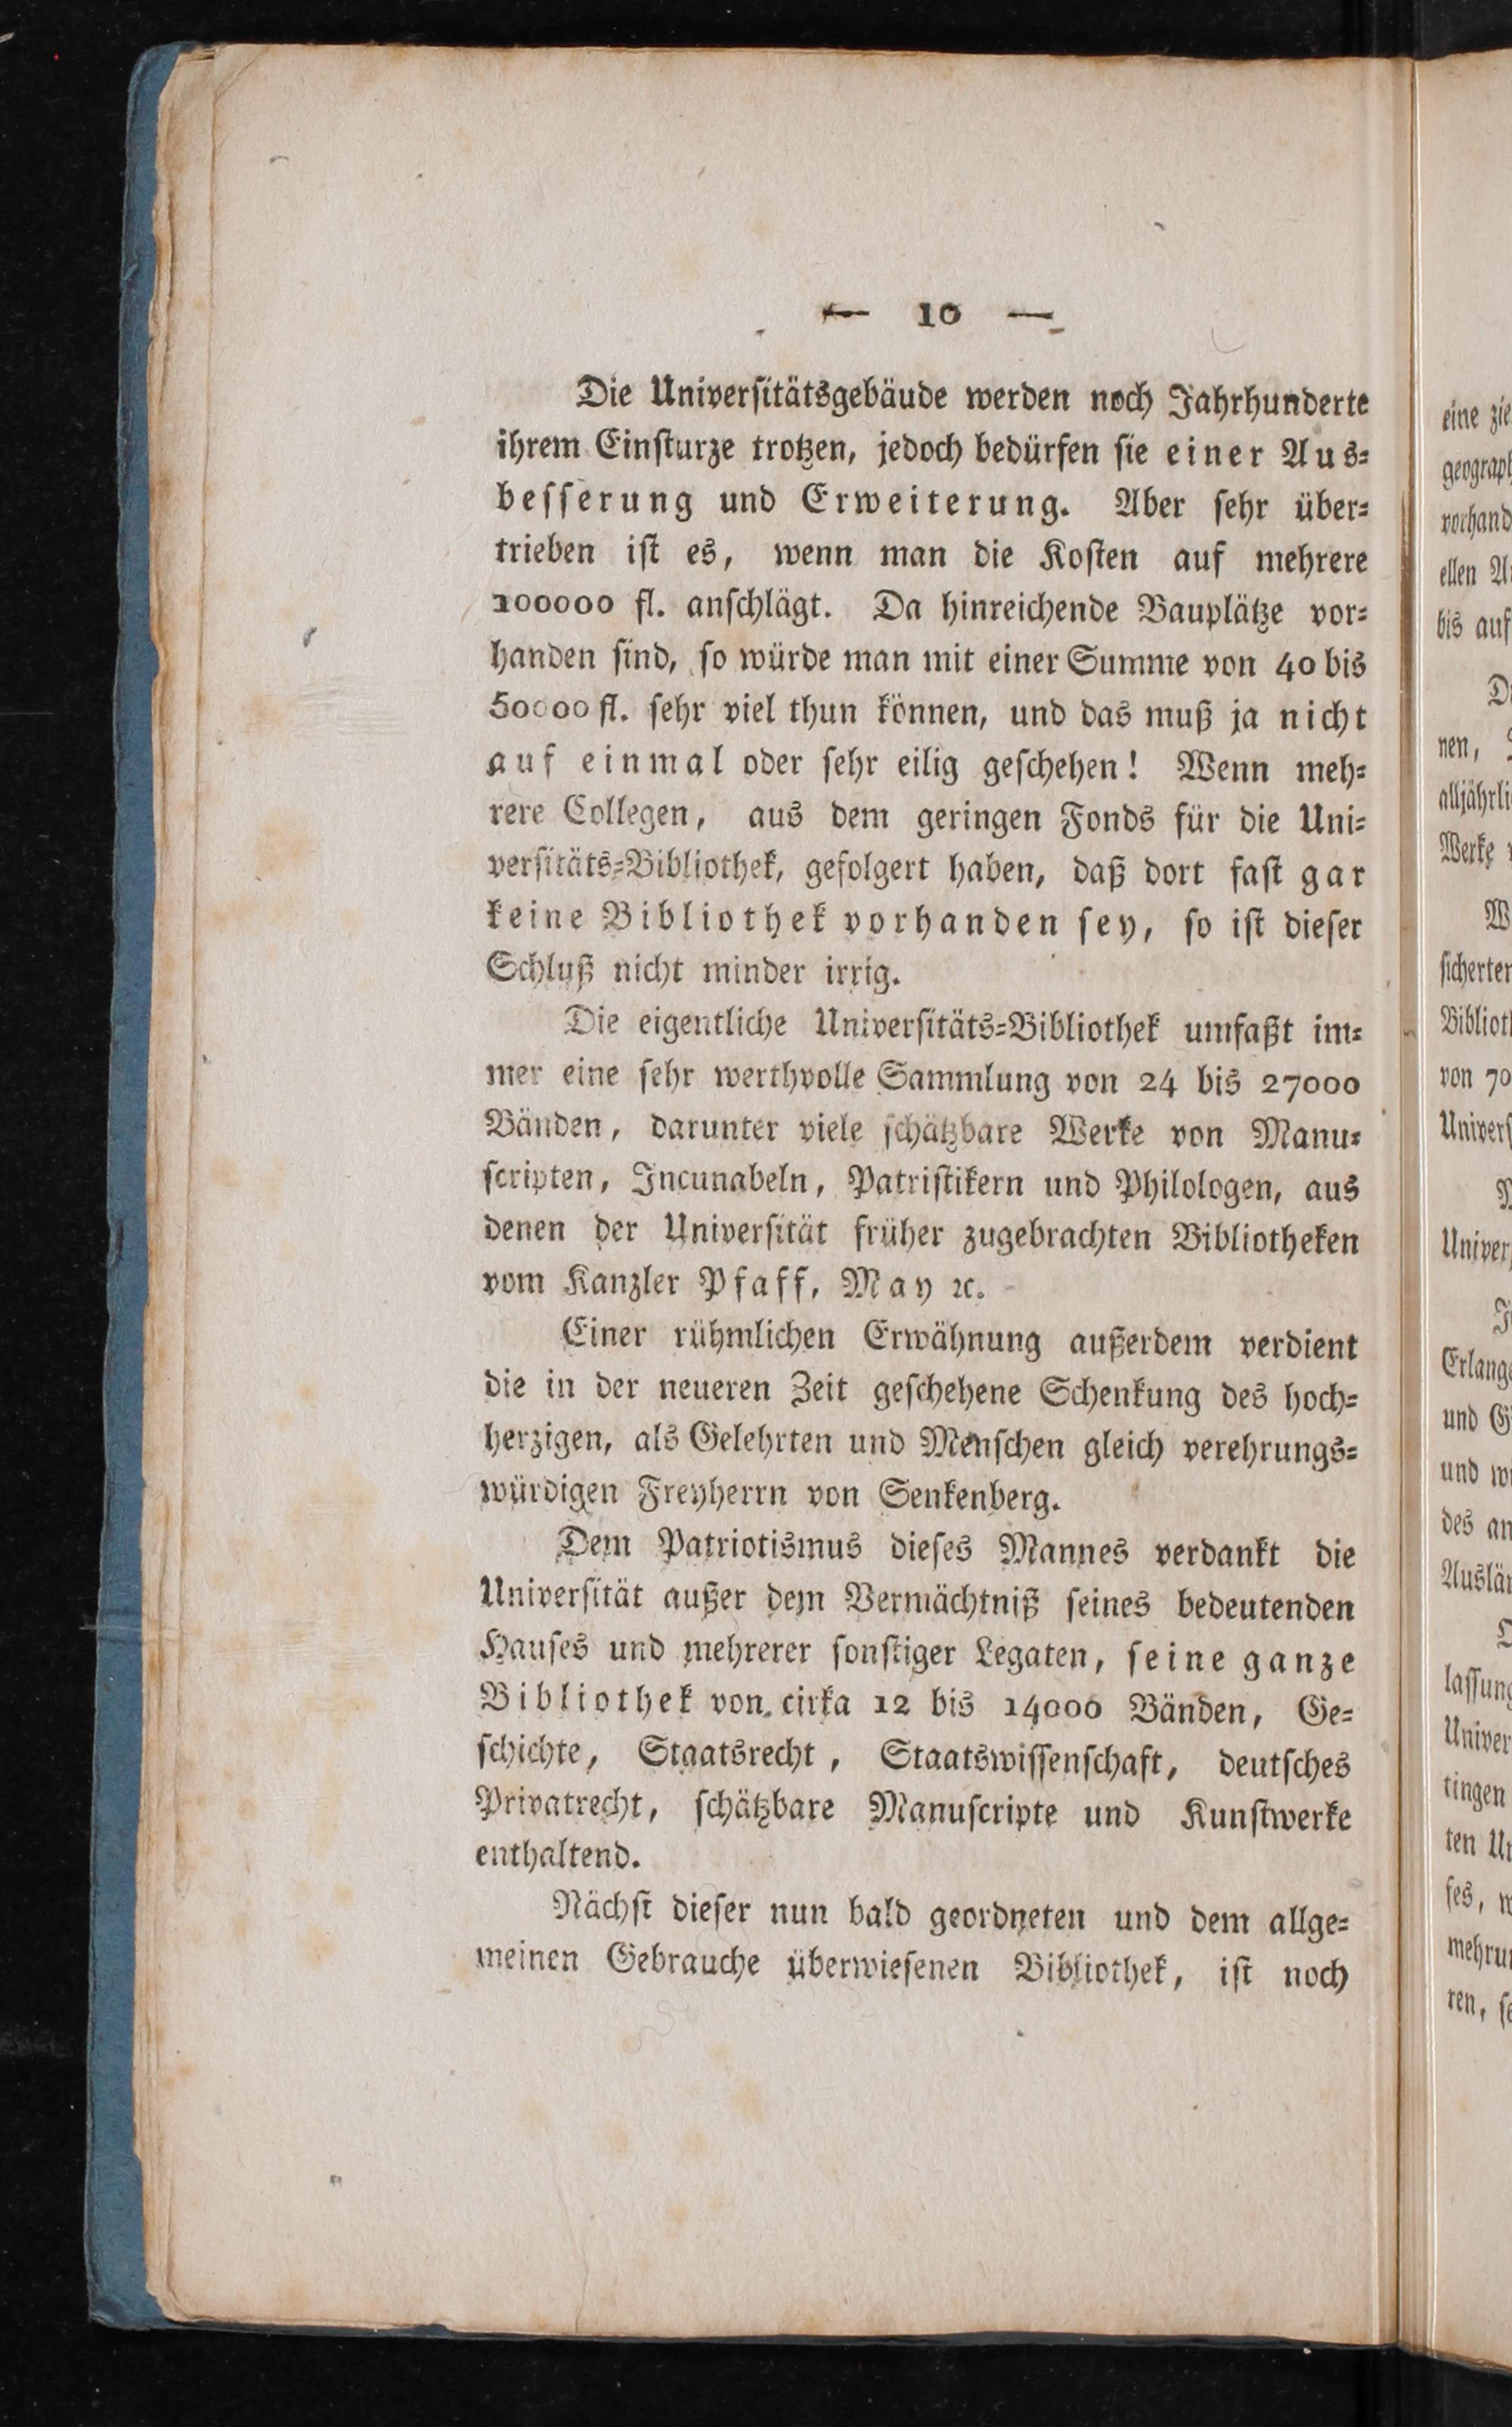 — 10 —
Die Universitätsgebäude werden noch Jahrhunderte
ihrem Einsturze trotzen, jedoch bedürfen sie einer Aus-
besserung und Erweiterung. Aber sehr über-
trieben ist es, wenn man die Kosten auf mehrere
100000 fl. anschlägt. Da hinreichende Bauplätze vor-
handen sind, so würde man mit einer Summe von 40 bis
50000 fl. sehr viel thun können, und das muß ja nicht
auf einmal oder sehr eilig geschehen! Wenn meh-
rere Collegen, aus dem geringen Fonds für die Uni-
versitäts-Bibliothek, gefolgert haben, daß dort fast gar
keine Bibliothek vorhanden sey, so ist dieser
Schluß nicht minder irrig.
Die eigentliche Universitäts-Bibliothek umfaßt im-
mer eine sehr werthvolle Sammlung von 24 bis 27000
Bänden, darunter viele schätzbare Werke von Manu-
scripten, Incunabeln, Patristikern und Philologen, aus
denen der Universität früher zugebrachten Bibliotheken
vom Kanzler Pfaff, May ꝛc.
Einer rühmlichen Erwähnung außerdem verdient
die in der neueren Zeit geschehene Schenkung des hoch-
herzigen, als Gelehrten und Menschen gleich verehrungs-
würdigen Freyherrn von Senkenberg.
Dem Patriotismus dieses Mannes verdankt die
Universität außer dem Vermächtniß seines bedeutenden
Hauses und mehrerer sonstiger Legaten, seine ganze
Bibliothek von cirka 12 bis 14000 Bänden, Ge-
schichte, Staatsrecht, Staatswissenschaft, deutsches
Privatrecht, schätzbare Manuscripte und Kunstwerke
enthaltend.
Nächst dieser nun bald geordneten und dem allge-
meinen Gebrauche überwiesenen Bibliothek, ist noch
eine
bis auf
nen,
von 70
und
und
des